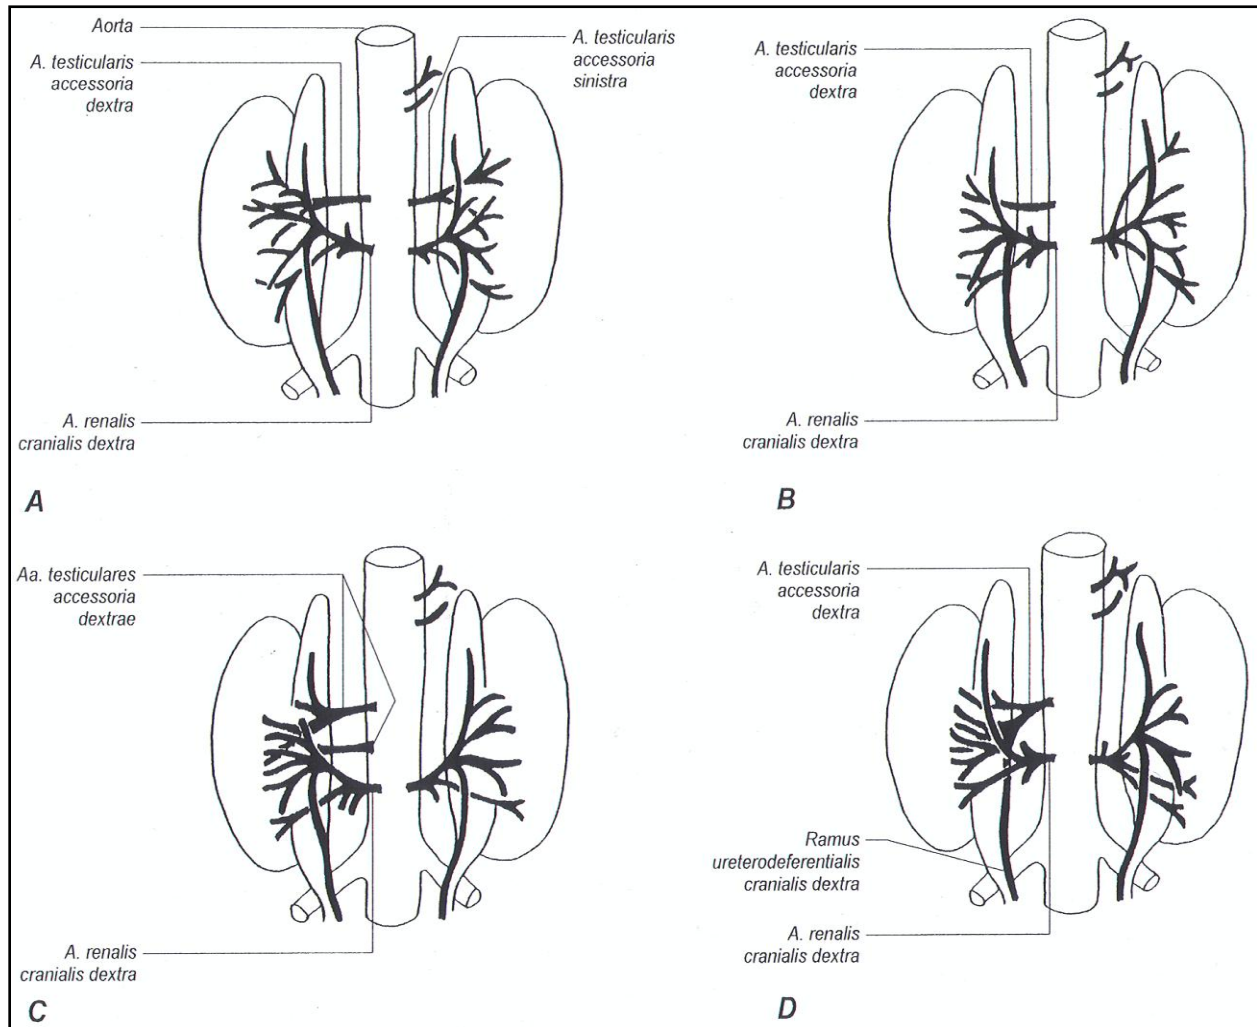 Aorta
A. testicularis
accessoria
dextra
A. testicularis
accessoria
sinistra
A. renalis
cranialis dextra
A
A. testicularis
accessoria
dextra
A. renalis
cranialis dextra
B
Aa. testiculares
accessoria
dextrae
A. renalis
cranialis dextra
C
A. testicularis
accessoria
dextra
Ramus
ureterodeferentialis
cranialis dextra
A. renalis
cranialis dextra
D